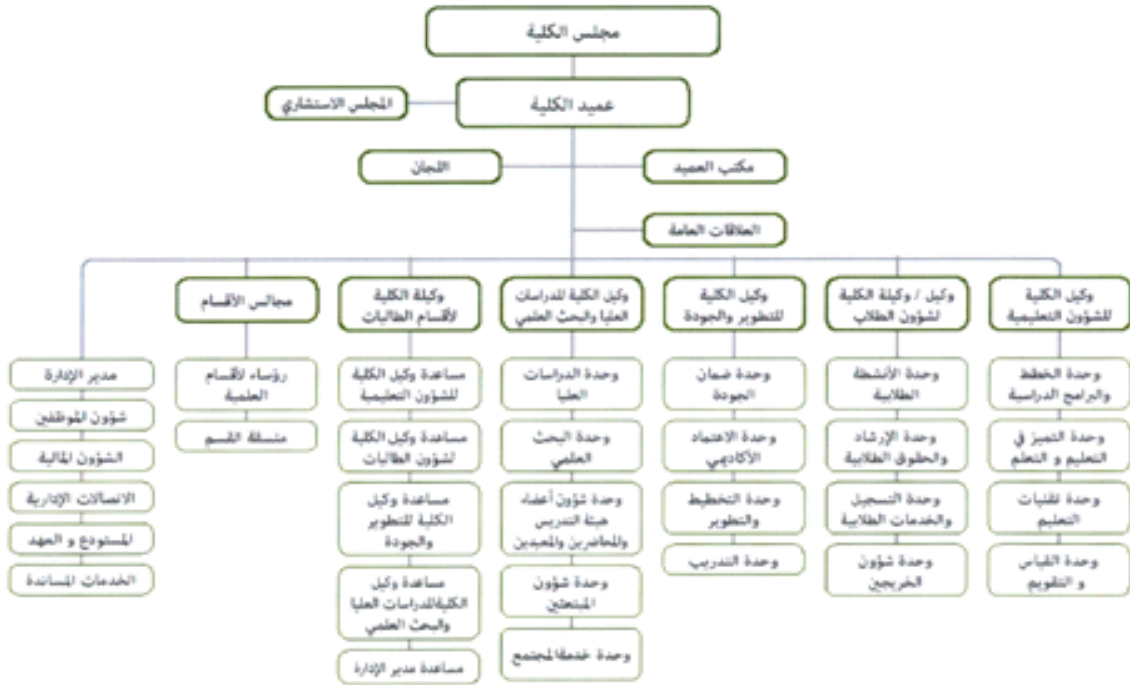 مجلس الكلية
عميد الكلية
المجلس الاستشاري
مكتب العميد
اللجان
العلاقات العامة
وكيل الكلية
للشؤون التعليمية
وحدة الخطط
والبرامج الدراسية
وحدة التميز في
التعليم و التعلم
وحدة تقنيات
التعليم
وحدة القياس
و التقويم
وكيل / وكيلة الكلية
لشؤون الطلاب
وحدة الأنشطة
الطلابية
وحدة الإرشاد
والحقوق الطلابية
وحدة التسجيل
والخدمات الطلابية
وحدة شؤون
الخريجين
وكيل الكلية
للتطوير والجودة
وحدة ضمان
الجودة
وحدة الاعتماد
الأكاديمي
وحدة التخطيط
والتطوير
وحدة التدريب
وكيل الكلية للدراسات
العليا والبحث العلمي
وحدة الدراسات
العليا
وحدة البحث
العلمي
وحدة شؤون أعضاء
هيئة التدريس
والمحاضرين والمعيدين
وحدة شؤون
المبتعثين
وحدة خدمةالمجتمع
وكيلة الكلية
لأقسام الطالبات
مساعدة وكيل الكلية
للشؤون التعليمية
مساعدة وكيل الكلية
لشؤون الطالبات
مساعدة وكيل
الكلية للتطوير
والجودة
مساعدة وكيل
الكليةللدراسات العليا
والبحث العلمي
مساعدة مدير الإدارة
مجالس الأقسام
رؤساء لأقسام
العلمية
منسقة القسم
مدير الإدارة
شؤون الموظفين
الشؤون المالية
الاتصالات الإدارية
المستودع و العهد
الخدمات المساندة